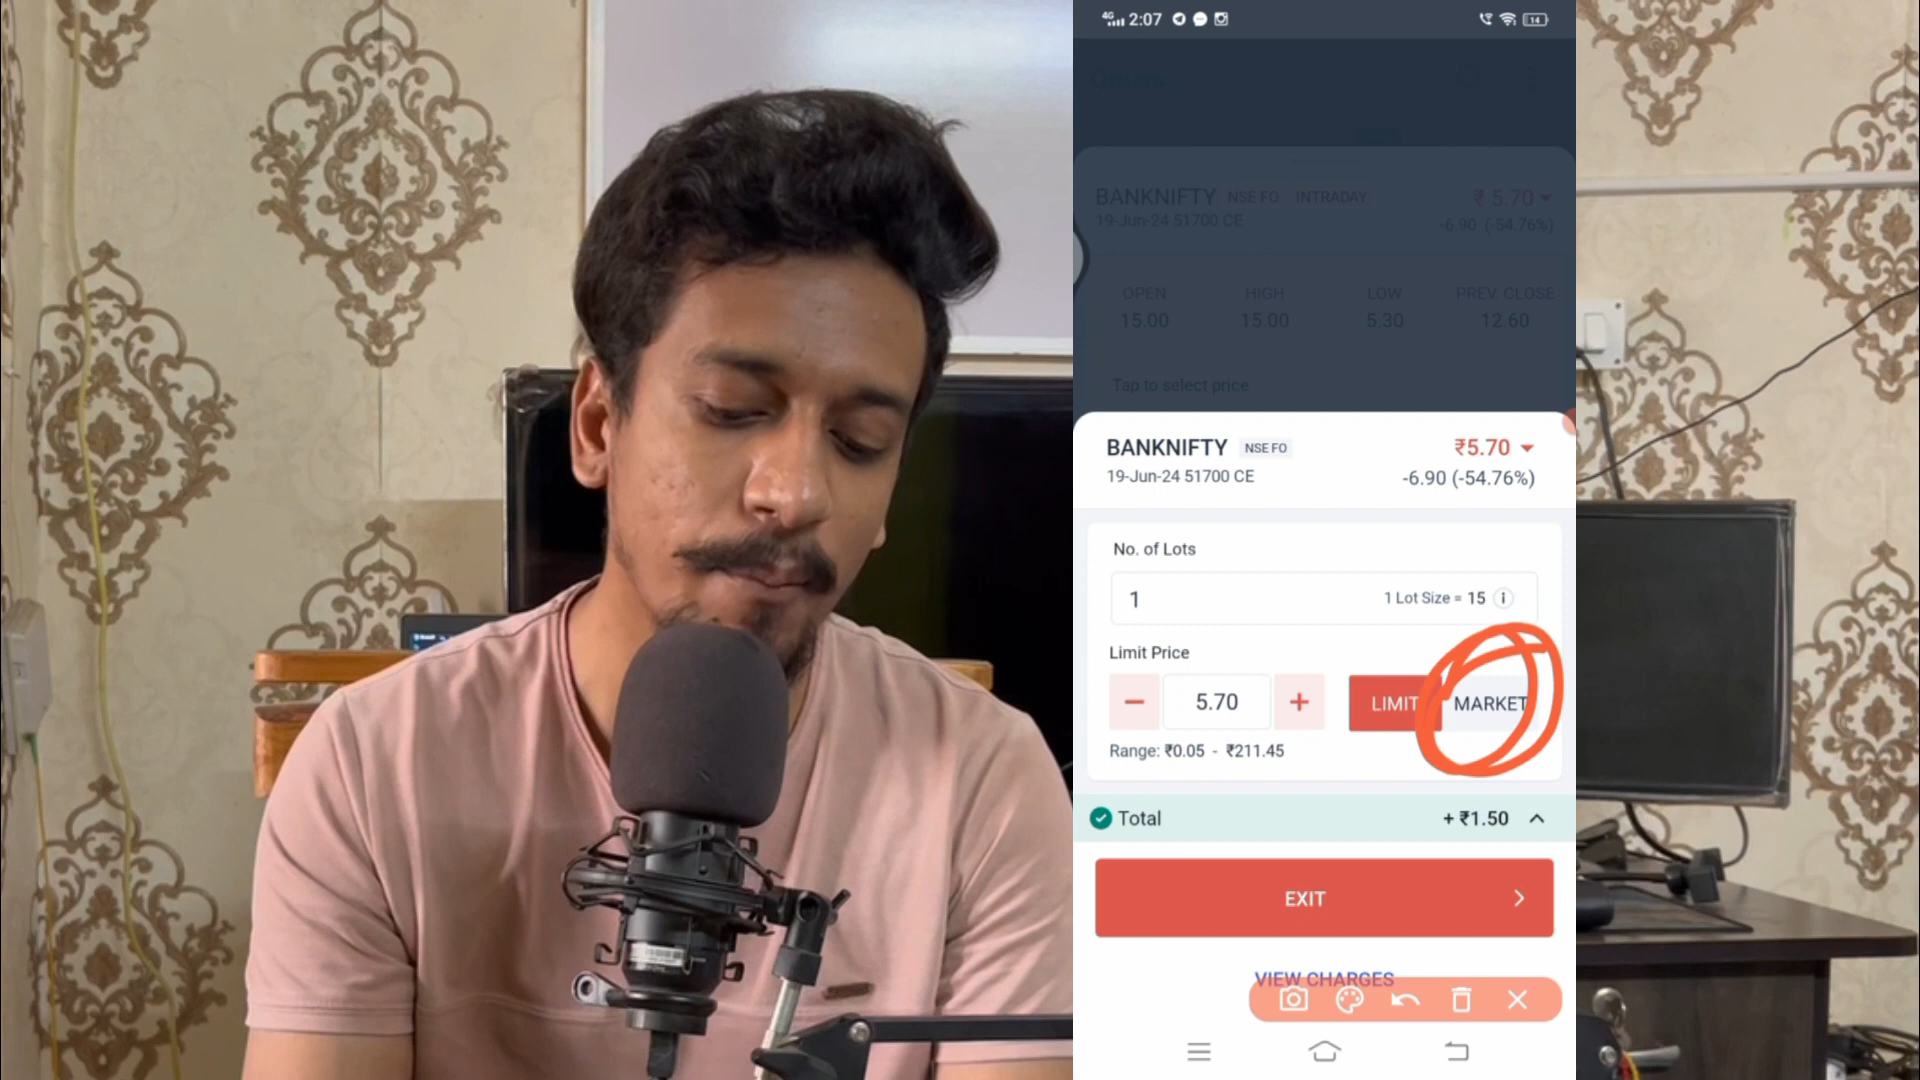 4G 2:07 14
BANKNIFTY NSE FO INTRADAY ₹ 5.70
19-Jun-24 51700 CE -6.90 (-54.76%)
OPEN HIGH LOW PREV. CLOSE
15.00 15.00 5.30 12.60
Tap to select price
BANKNIFTY NSE FO ₹5.70
19-Jun-24 51700 CE -6.90 (-54.76%)
No. of Lots
1 1 Lot Size = 15
Limit Price
5.70 LIMIT MARKET
Range: ₹0.05 - ₹211.45
Total + ₹1.50
EXIT
VIEW CHARGES